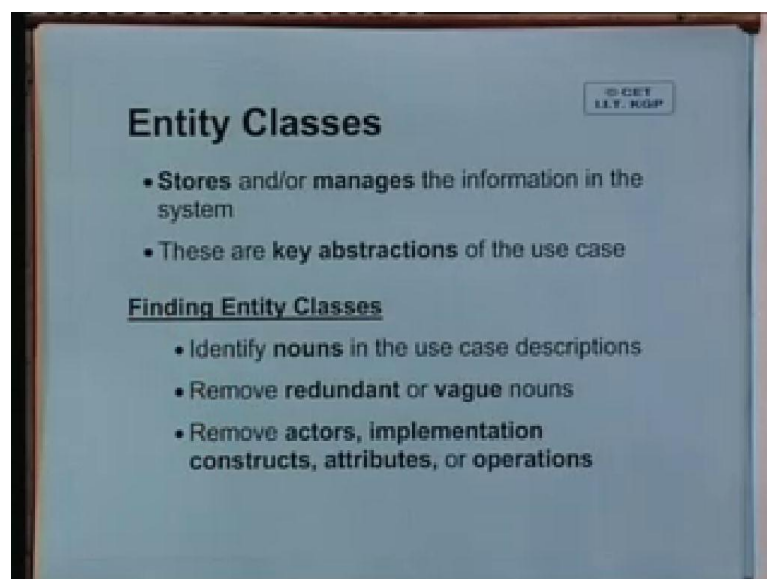 © CET
I.I.T. KGP
Entity Classes
• Stores and/or manages the information in the
system
• These are key abstractions of the use case
Finding Entity Classes
• Identify nouns in the use case descriptions
• Remove redundant or vague nouns
• Remove actors, implementation
constructs, attributes, or operations